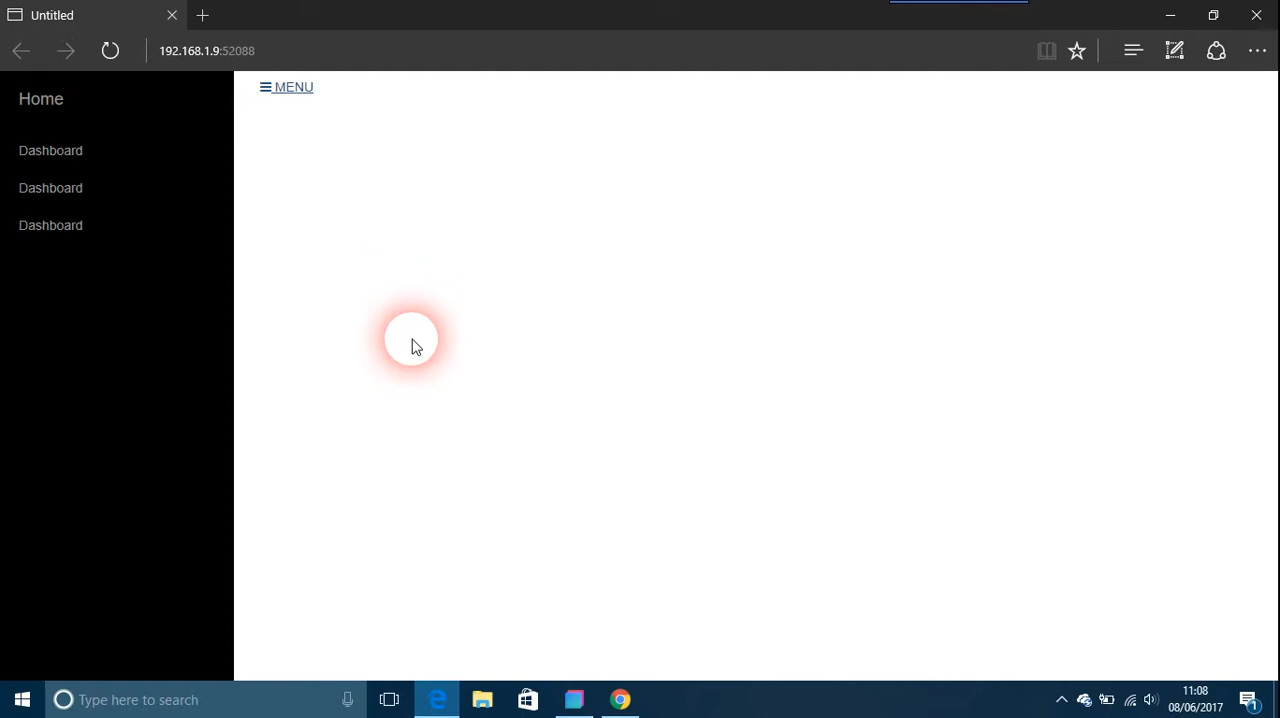 Untitled
192.168.1.9:52088
Home
MENU
Dashboard
Dashboard
Dashboard
Type here to search
11:08
08/06/2017
1